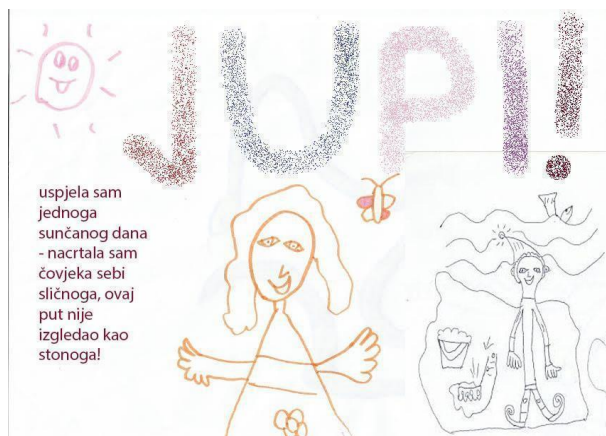 JUPI!
uspjela sam
jednoga
sunčanog dana
- nacrtala sam
čovjeka sebi
sličnoga, ovaj
put nije
izgledao kao
stonoga!